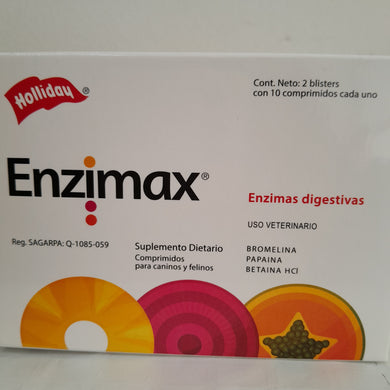 Holliday®
Cont. Neto: 2 blisters
con 10 comprimidos cada uno
Enzimax®
Enzimas digestivas
USO VETERINARIO
Reg. SAGARPA: Q-1085-059
Suplemento Dietario
Comprimidos
para caninos y felinos
BROMELINA
PAPAINA
BETAINA HCl